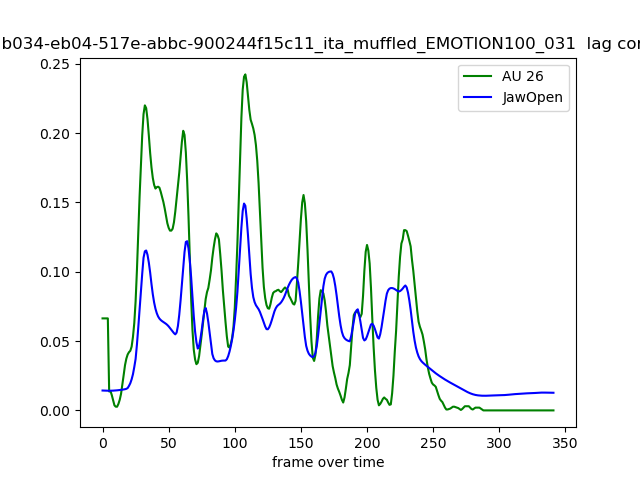 b034-eb04-517e-abbc-900244f15c11_ita_muffled_EMOTION100_031 lag
AU 26
JawOpen
0.25
0.20
0.15
0.10
0.05
0.00
0 50 100 150 200 250 300 350
frame over time